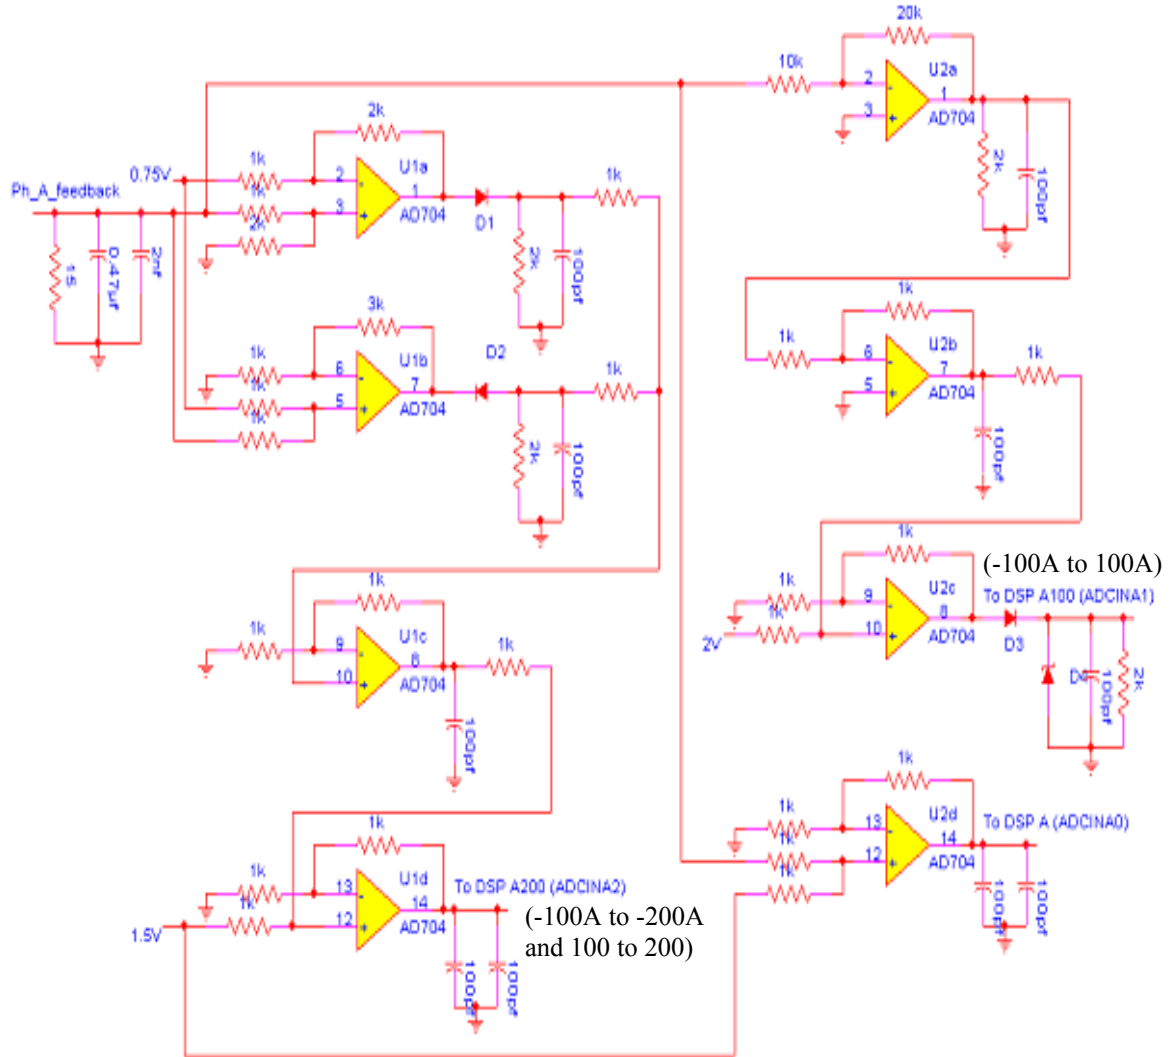 20k
10k
2
U2a
1
3
AD704
2k
100pf
2k
1k
0.75V
2
U1a
1
1k
3
AD704
2k
D1
1k
2k
100pf
Ph_A_feedback
15
0.47uf
2nf
3k
1k
6
U1b
7
1k
5
AD704
1k
D2
1k
2k
100pf
1k
1k
6
U2b
7
5
AD704
1k
100pf
1k
1k
9
U2c
8
2V
1k
10
AD704
(-100A to 100A)
To DSP A100 (ADCINA1)
D3
100pf
2k
1k
1k
9
U1c
8
10
AD704
1k
100pf
1k
1k
13
U2d
14
1k
12
AD704
1k
To DSP A (ADCINA0)
100pf
100pf
1k
1k
13
U1d
14
1k
12
AD704
1.5V
To DSP A200 (ADCINA2)
(-100A to -200A
and 100 to 200)
100pf
100pf